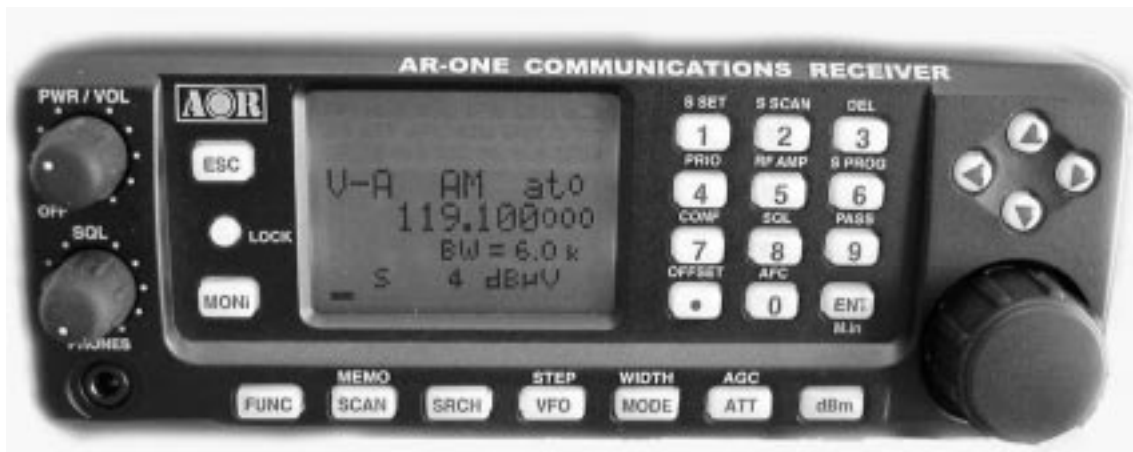 AR-ONE COMMUNICATIONS RECEIVER
PWR / VOL
OFF
SQL
PHONES
AOR
ESC
LOCK
MONi
V-A AM ato
119.100000
BW = 6.0 k
S 4 dBµV
S SET S SCAN DEL
1 2 3
PRIO RF AMP S PROG
4 5 6
CONF SQL PASS
7 8 9
OFFSET AFC
• 0 ENT
M.in
MEMO STEP WIDTH AGC
FUNC SCAN SRCH VFO MODE ATT dBm